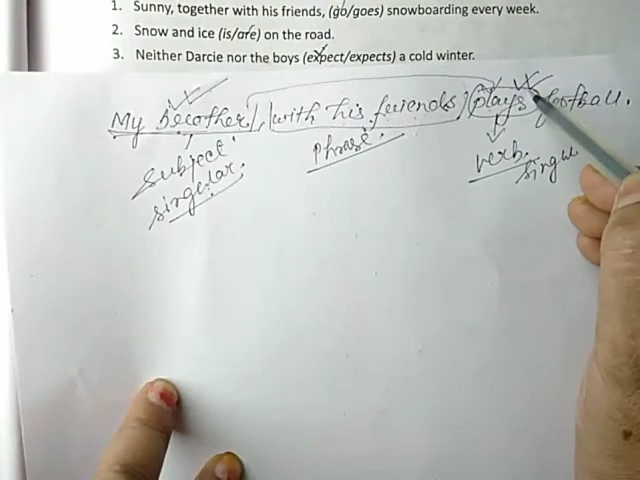 1. Sunny, together with his friends, (go/goes) snowboarding every week.
2. Snow and ice (is/are) on the road.
3. Neither Darcie nor the boys (expect/expects) a cold winter.
My brother, (with his friends) plays football.
Subject Phrase. verb.
singular. Singu